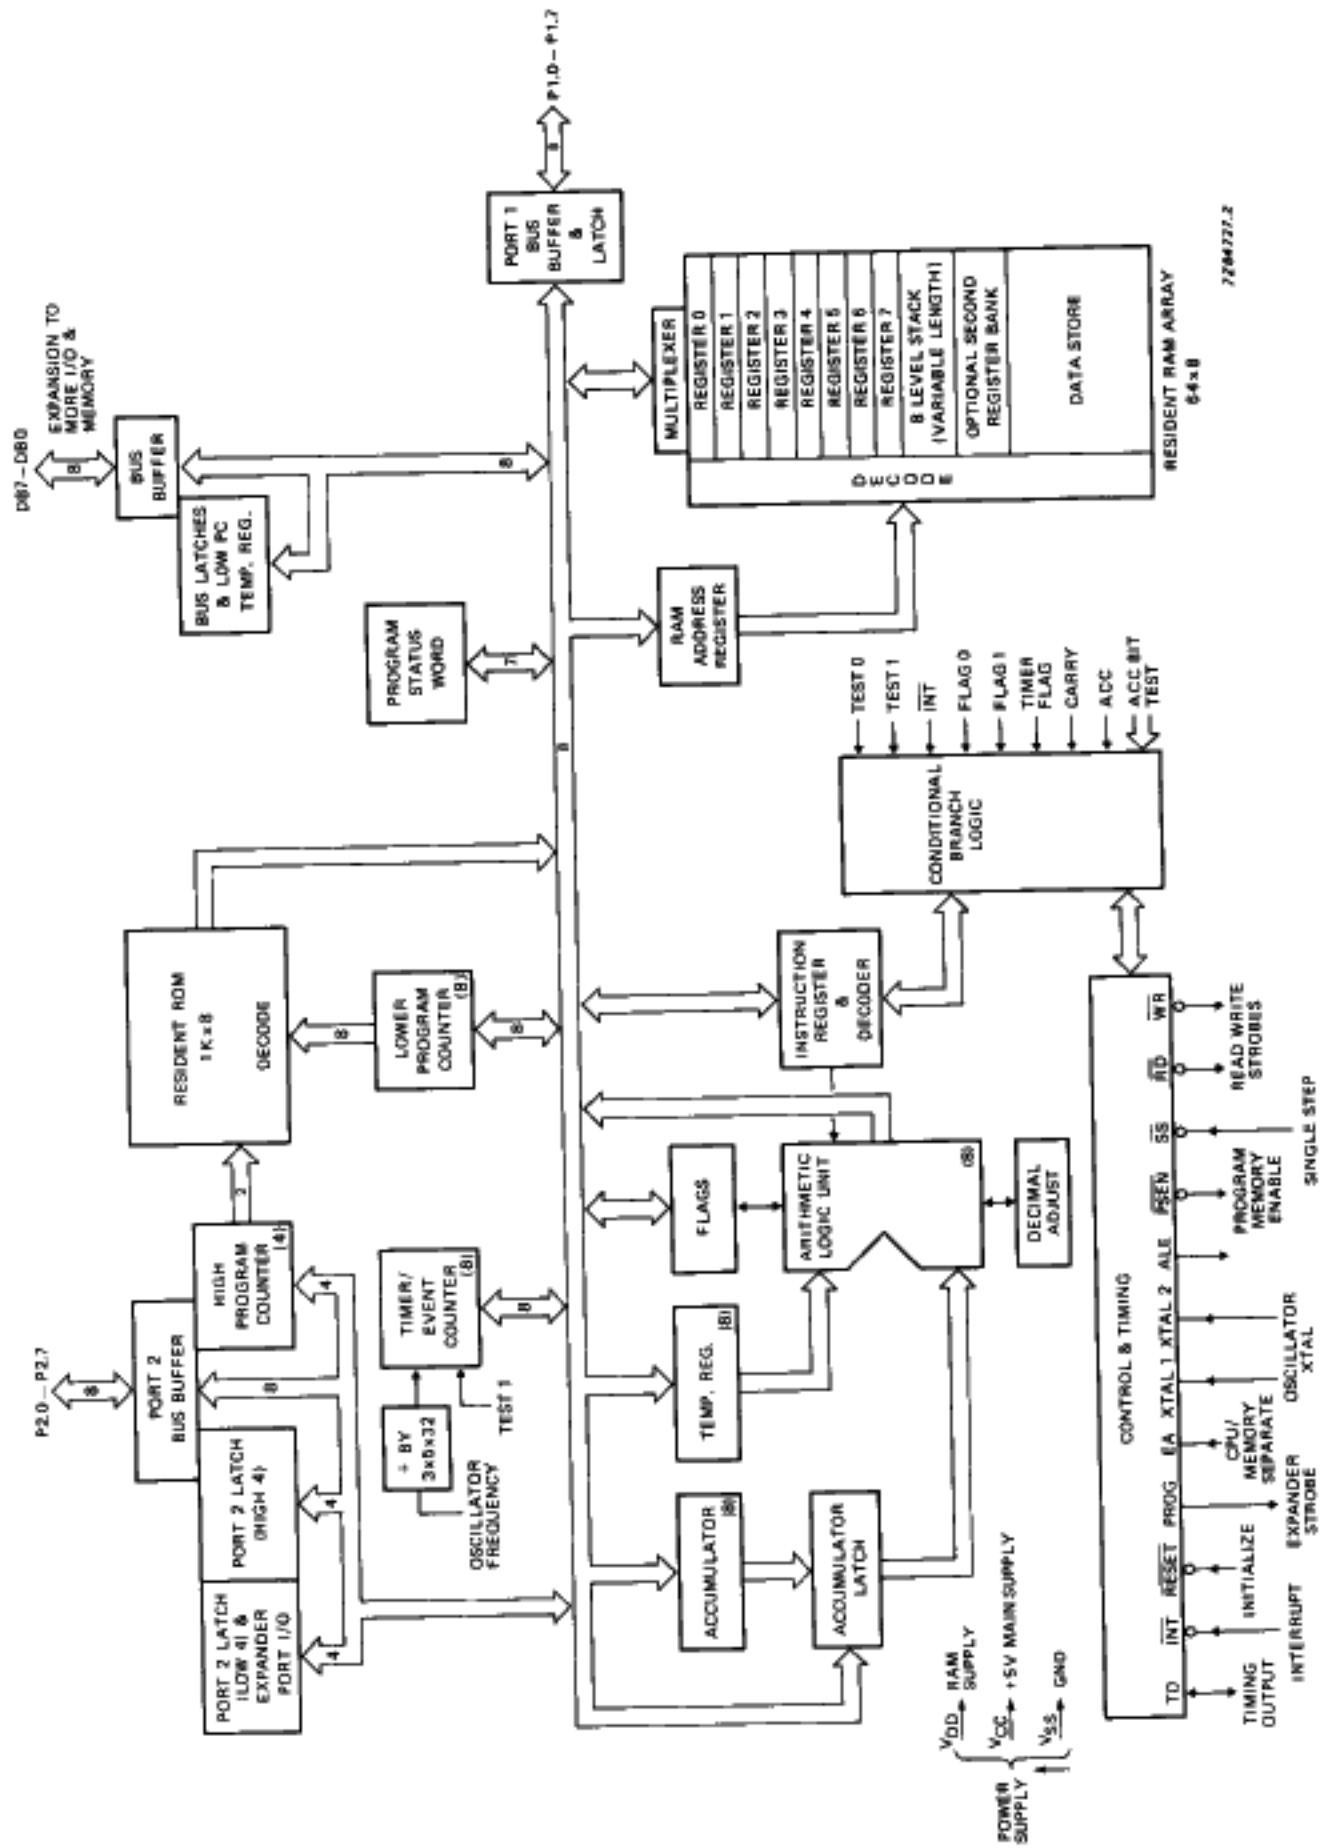 P2.0 – P2.7
8
PORT 2
BUS BUFFER
PORT 2 LATCH
(LOW 4) &
EXPANDER
PORT I/O
PORT 2 LATCH
(HIGH 4)
HIGH
PROGRAM
COUNTER
(4)
4
4
8
4
2
RESIDENT ROM
1K x 8
DECODE
8
LOWER
PROGRAM
COUNTER
(8)
8
OSCILLATOR
FREQUENCY
÷ BY
3x5x32
TEST 1
TIMER/
EVENT
COUNTER
(8)
8
PROGRAM
STATUS
WORD
7
DB7–DB0
8
EXPANSION TO
MORE I/O &
MEMORY
BUS
BUFFER
BUS LATCHES
& LOW PC
TEMP. REG.
8
8
PORT 1
BUS
BUFFER
&
LATCH
8
P1.0 – P1.7
ACCUMULATOR
(8)
ACCUMULATOR
LATCH
TEMP. REG.
(8)
FLAGS
ARITHMETIC
LOGIC UNIT
(8)
DECIMAL
ADJUST
INSTRUCTION
REGISTER
&
DECODER
CONDITIONAL
BRANCH
LOGIC
TEST 0
TEST 1
INT
FLAG 0
FLAG 1
TIMER
FLAG
CARRY
ACC
ACC BIT
TEST
RAM
ADDRESS
REGISTER
MULTIPLEXER
DECODE
REGISTER 0
REGISTER 1
REGISTER 2
REGISTER 3
REGISTER 4
REGISTER 5
REGISTER 6
REGISTER 7
8 LEVEL STACK
(VARIABLE LENGTH)
OPTIONAL SECOND
REGISTER BANK
DATA STORE
RESIDENT RAM ARRAY
64 x 8
POWER
SUPPLY
VDD
RAM
SUPPLY
VCC
+5V MAIN SUPPLY
VSS
GND
CONTROL & TIMING
TO
INT
RESET
PROG
EA
XTAL 1
XTAL 2
ALE
PSEN
SS
RD
WR
TIMING
OUTPUT
INTERRUPT
INITIALIZE
EXPANDER
STROBE
CPU/
MEMORY
SEPARATE
OSCILLATOR
XTAL
PROGRAM
MEMORY
ENABLE
SINGLE STEP
READ WRITE
STROBES
7284727.2